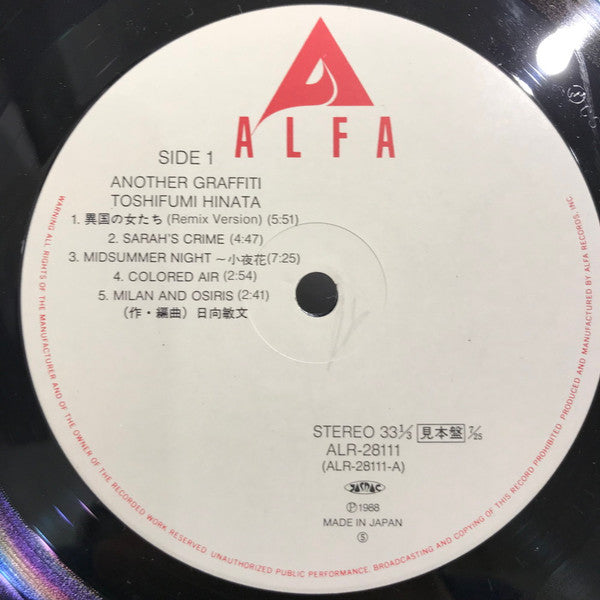 ALFA
SIDE 1
ANOTHER GRAFFITI
TOSHIFUMI HINATA
1. 異国の女たち (Remix Version) (5:51)
2. SARAH'S CRIME (4:47)
3. MIDSUMMER NIGHT ～小夜花(7:25)
4. COLORED AIR (2:54)
5. MILAN AND OSIRIS (2:41)
(作・編曲) 日向敏文
STEREO 33⅓ 見本盤 7/25
ALR-28111
(ALR-28111-A)
JASRAC
Ⓟ1988
MADE IN JAPAN
Ⓢ
WARNING: ALL RIGHTS OF THE MANUFACTURER AND OF THE OWNER OF THE RECORDED WORK RESERVED. UNAUTHORIZED PUBLIC PERFORMANCE, BROADCASTING AND COPYING OF THIS RECORD PROHIBITED. PRODUCED AND MANUFACTURED BY ALFA RECORDS, INC.